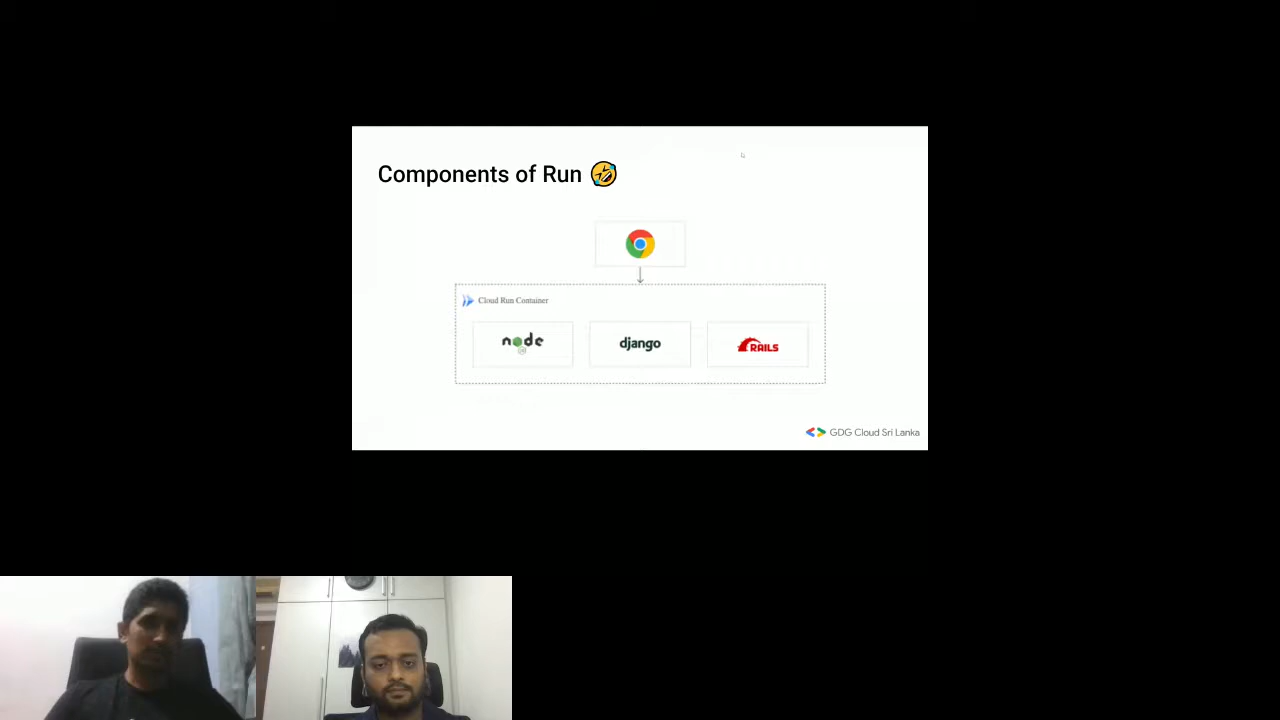 Components of Run 🤣
Cloud Run Container
node
django
RAILS
GDG Cloud Sri Lanka